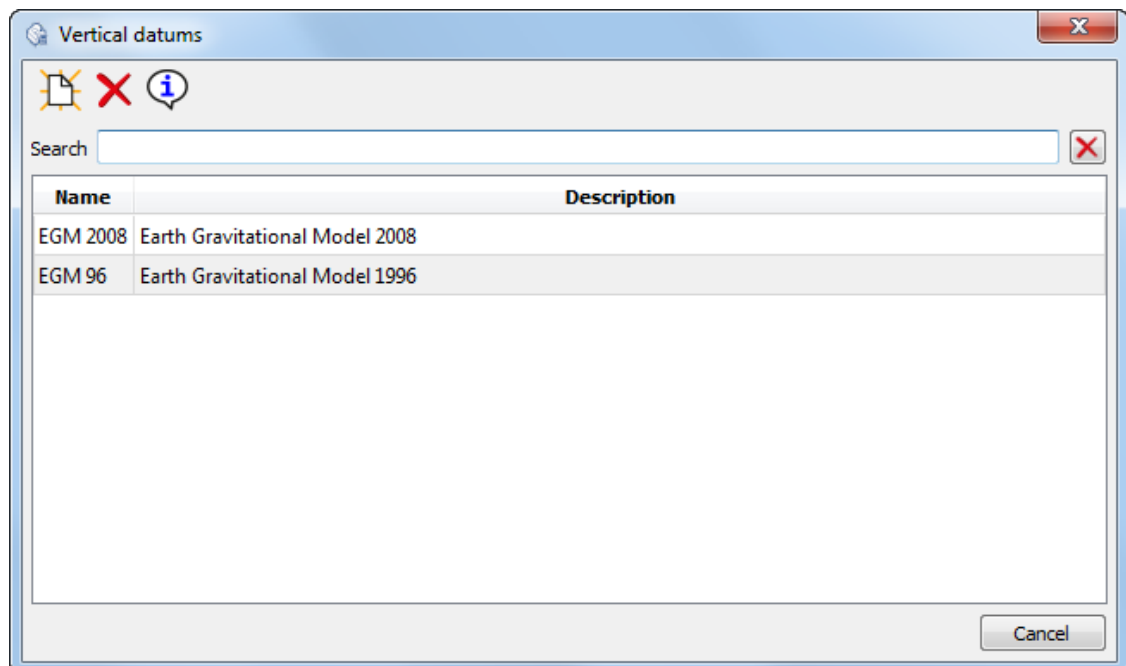 Vertical datums
Search
Name Description
EGM 2008 Earth Gravitational Model 2008
EGM 96 Earth Gravitational Model 1996
Cancel